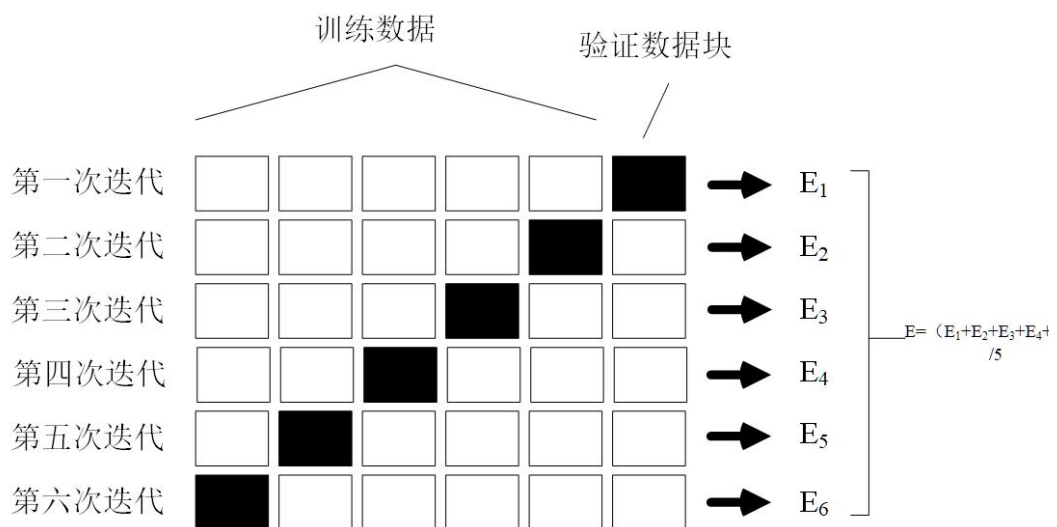 训练数据
验证数据块
第一次迭代
E₁
第二次迭代
E₂
第三次迭代
E₃
E=（E₁+E₂+E₃+E₄+
/5
第四次迭代
E₄
第五次迭代
E₅
第六次迭代
E₆